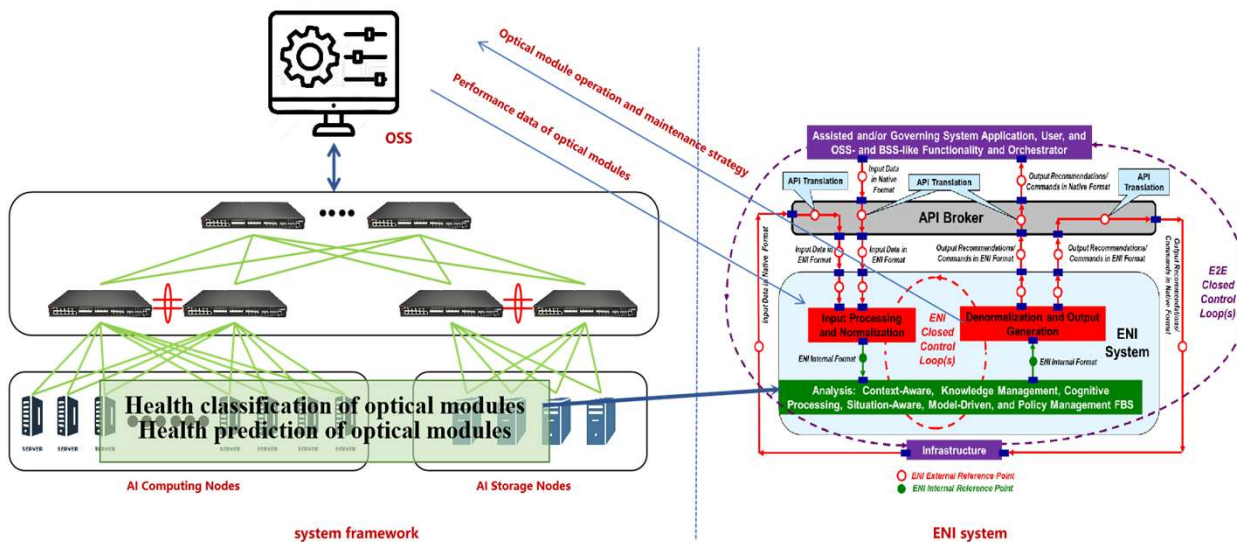 OSS
Optical module operation and maintenance strategy
Performance data of optical modules
Health classification of optical modules
Health prediction of optical modules
SERVER
SERVER
SERVER
SERVER
SERVER
SERVER
SERVER
AI Computing Nodes
AI Storage Nodes
system framework
Assisted and/or Governing System Application, User, and
OSS- and BSS-like Functionality and Orchestrator
Input Data
in Native
Format
Output Recommendations/
Commands in Native Format
API Translation
API Translation
API
Translation
API Broker
Input Data in Native Format
Input Data in
ENI Format
Input Data in
ENI Format
Output Recommendations/
Commands in ENI Format
Output Recommendations/
Commands in ENI Format
Output Recommendations/
Commands in Native Format
E2E
Closed
Control
Loop(s)
Input Processing
and Normalization
ENI
Closed
Control
Loop(s)
Denormalization and Output
Generation
ENI
System
ENI Internal Format
ENI Internal Format
Analysis: Context-Aware, Knowledge Management, Cognitive
Processing, Situation-Aware, Model-Driven, and Policy Management FBS
Infrastructure
ENI External Reference Point
ENI Internal Reference Point
ENI system